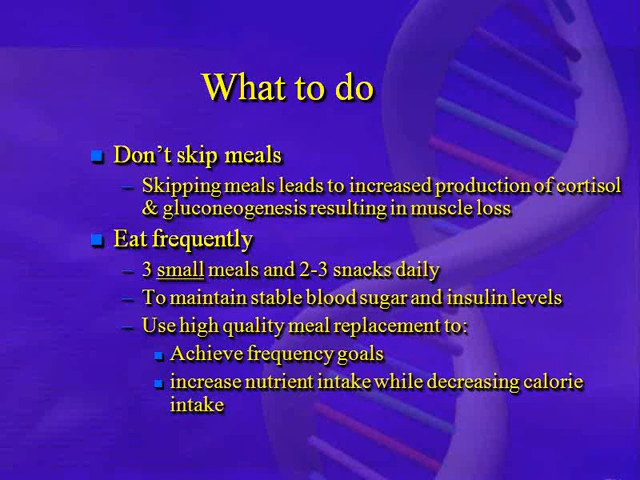 What to do
Don't skip meals
– Skipping meals leads to increased production of cortisol
& gluconeogenesis resulting in muscle loss
Eat frequently
– 3 small meals and 2-3 snacks daily
– To maintain stable blood sugar and insulin levels
– Use high quality meal replacement to:
Achieve frequency goals
increase nutrient intake while decreasing calorie
intake